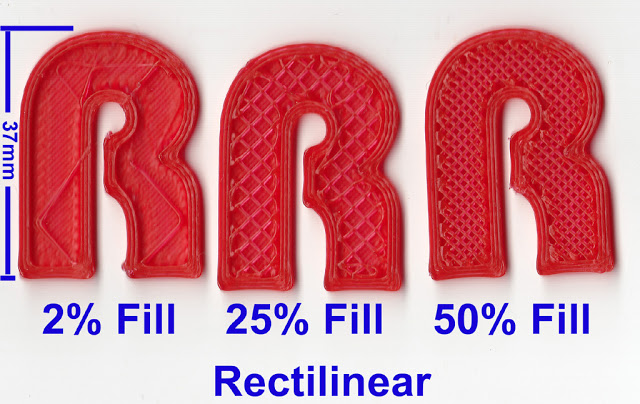 37mm
R R R
2% Fill 25% Fill 50% Fill
Rectilinear